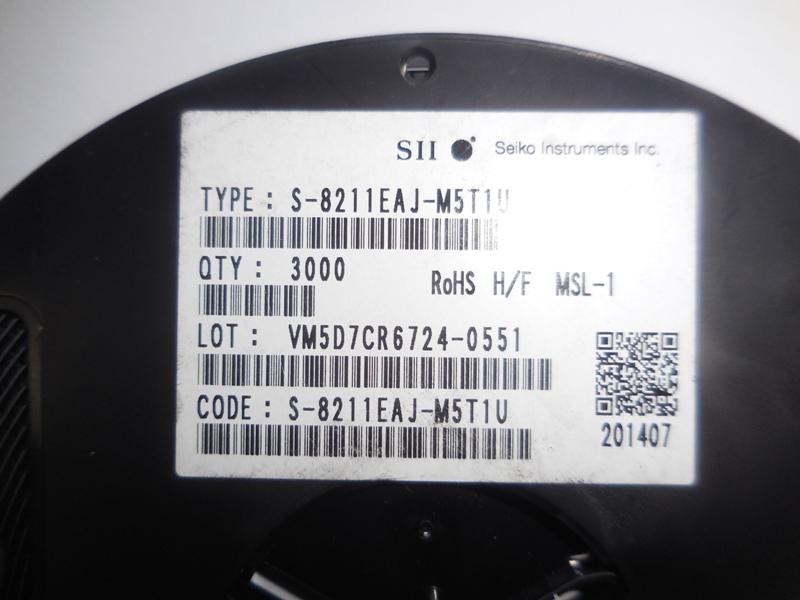 SII Seiko Instruments Inc.
TYPE : S-8211EAJ-M5T1U
QTY : 3000 RoHS H/F MSL-1
LOT : VM5D7CR6724-0551
CODE : S-8211EAJ-M5T1U
201407